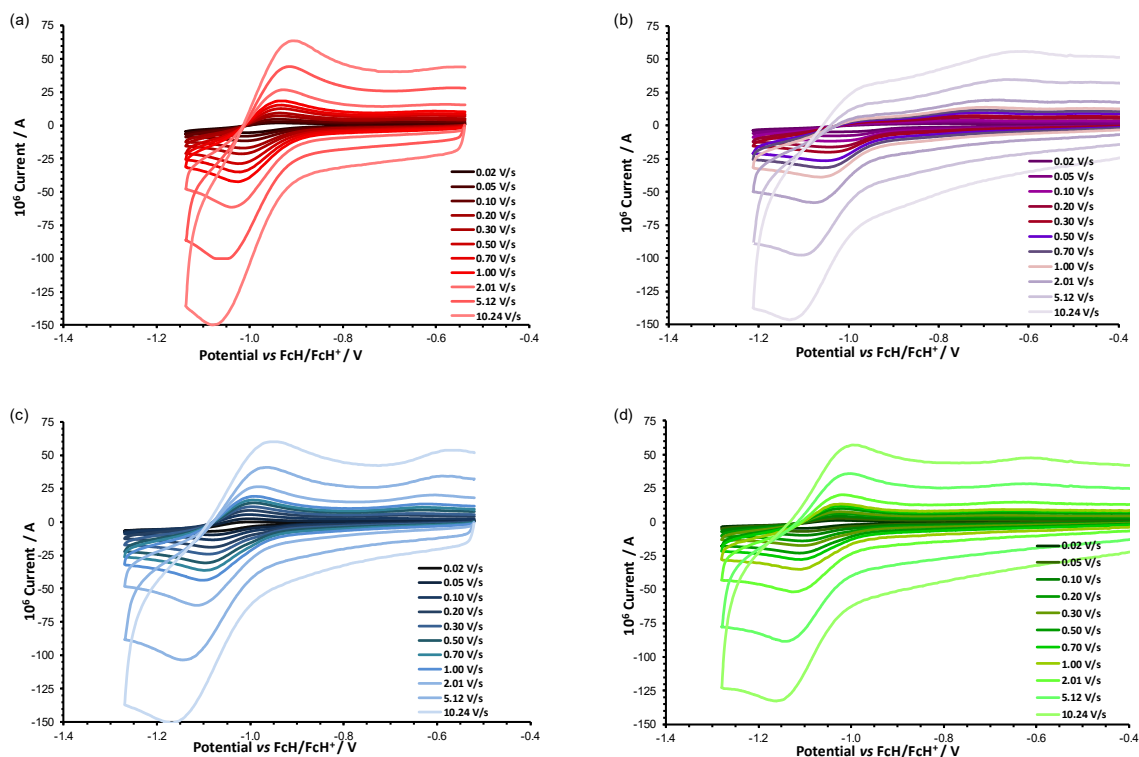 (a)
75
50
25
0
-25
-50
-75
-100
-125
-150
10⁶ Current / A
-1.4
-1.2
-1.0
-0.8
-0.6
-0.4
Potential vs FcH/FcH⁺ / V
0.02 V/s
0.05 V/s
0.10 V/s
0.20 V/s
0.30 V/s
0.50 V/s
0.70 V/s
1.00 V/s
2.01 V/s
5.12 V/s
10.24 V/s
(b)
75
50
25
0
-25
-50
-75
-100
-125
-150
10⁶ Current / A
-1.4
-1.2
-1.0
-0.8
-0.6
-0.4
Potential vs FcH/FcH⁺ / V
0.02 V/s
0.05 V/s
0.10 V/s
0.20 V/s
0.30 V/s
0.50 V/s
0.70 V/s
1.00 V/s
2.01 V/s
5.12 V/s
10.24 V/s
(c)
75
50
25
0
-25
-50
-75
-100
-125
-150
10⁶ Current / A
-1.4
-1.2
-1.0
-0.8
-0.6
-0.4
Potential vs FcH/FcH⁺ / V
0.02 V/s
0.05 V/s
0.10 V/s
0.20 V/s
0.30 V/s
0.50 V/s
0.70 V/s
1.00 V/s
2.01 V/s
5.12 V/s
10.24 V/s
(d)
75
50
25
0
-25
-50
-75
-100
-125
-150
10⁶ Current / A
-1.4
-1.2
-1.0
-0.8
-0.6
-0.4
Potential vs FcH/FcH⁺ / V
0.02 V/s
0.05 V/s
0.10 V/s
0.20 V/s
0.30 V/s
0.50 V/s
0.70 V/s
1.00 V/s
2.01 V/s
5.12 V/s
10.24 V/s